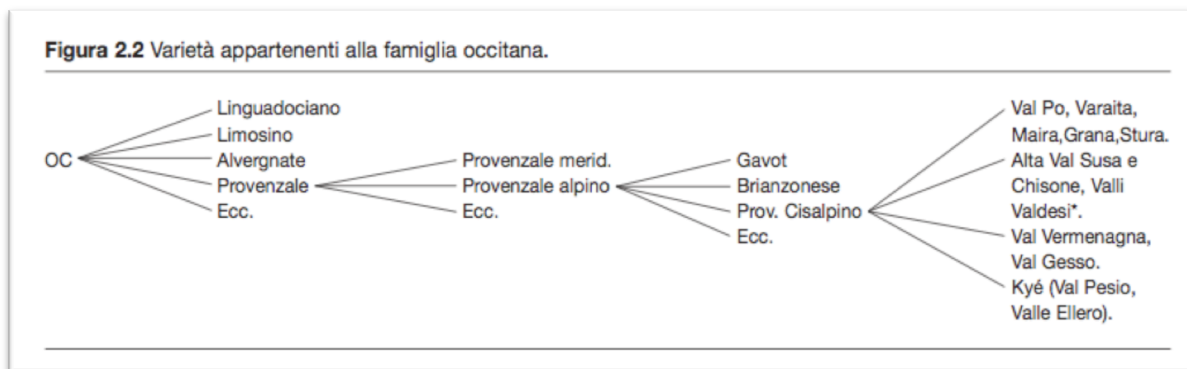 Figura 2.2 Varietà appartenenti alla famiglia occitana.
OC
Linguadociano
Limosino
Alvergnate
Provenzale
Ecc.
Provenzale merid.
Provenzale alpino
Ecc.
Gavot
Brianzonese
Prov. Cisalpino
Ecc.
Val Po, Varaita,
Maira,Grana,Stura.
Alta Val Susa e
Chisone, Valli
Valdesi*.
Val Vermenagna,
Val Gesso.
Kyé (Val Pesio,
Valle Ellero).